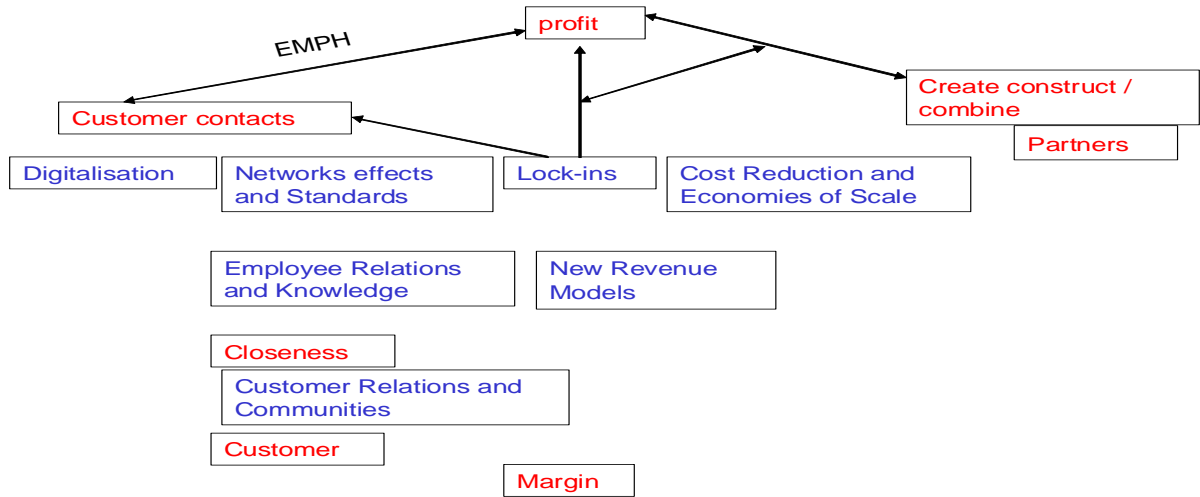 profit
EMPH
Create construct /
combine
Customer contacts
Partners
Digitalisation
Networks effects
and Standards
Lock-ins
Cost Reduction and
Economies of Scale
Employee Relations
and Knowledge
New Revenue
Models
Closeness
Customer Relations and
Communities
Customer
Margin